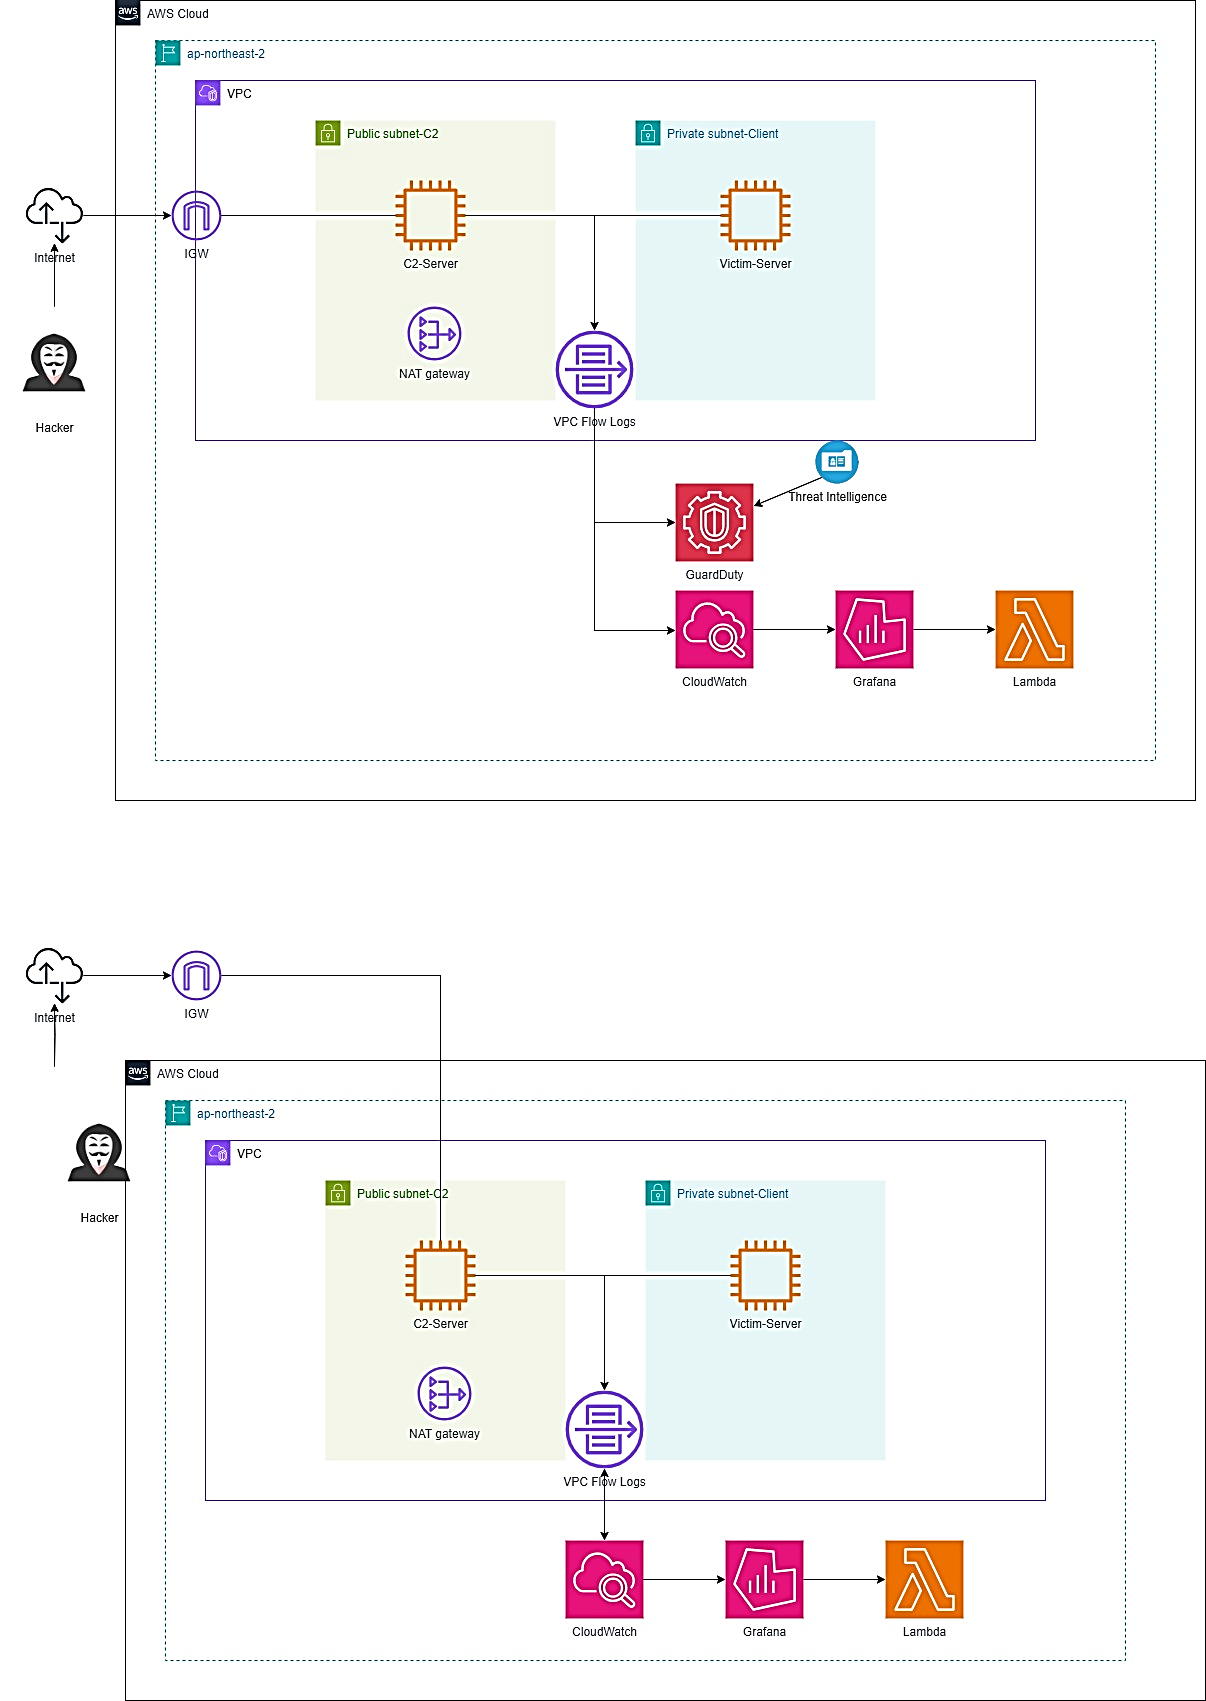 aws
AWS Cloud
ap-northeast-2
VPC
Public subnet-C2
Private subnet-Client
Internet
IGW
C2-Server
Victim-Server
NAT gateway
Hacker
VPC Flow Logs
Threat Intelligence
GuardDuty
CloudWatch
Grafana
Lambda
Internet
IGW
aws
AWS Cloud
ap-northeast-2
VPC
Public subnet-C2
Private subnet-Client
Hacker
C2-Server
Victim-Server
NAT gateway
VPC Flow Logs
CloudWatch
Grafana
Lambda